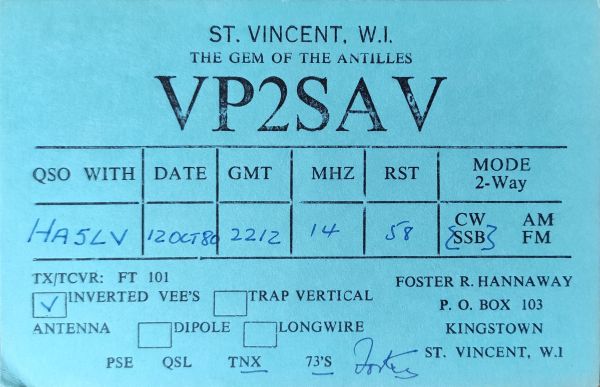 ST. VINCENT, W.I.
THE GEM OF THE ANTILLES
VP2SAV
QSO WITH DATE GMT MHZ RST MODE
2-Way
HA5LV 12 OCT 80 2212 14 58 CW AM
{SSB} FM
TX/TCVR: FT 101
INVERTED VEE'S TRAP VERTICAL
ANTENNA DIPOLE LONGWIRE
PSE QSL TNX 73'S
FOSTER R. HANNAWAY
P. O. BOX 103
KINGSTOWN
ST. VINCENT, W.I